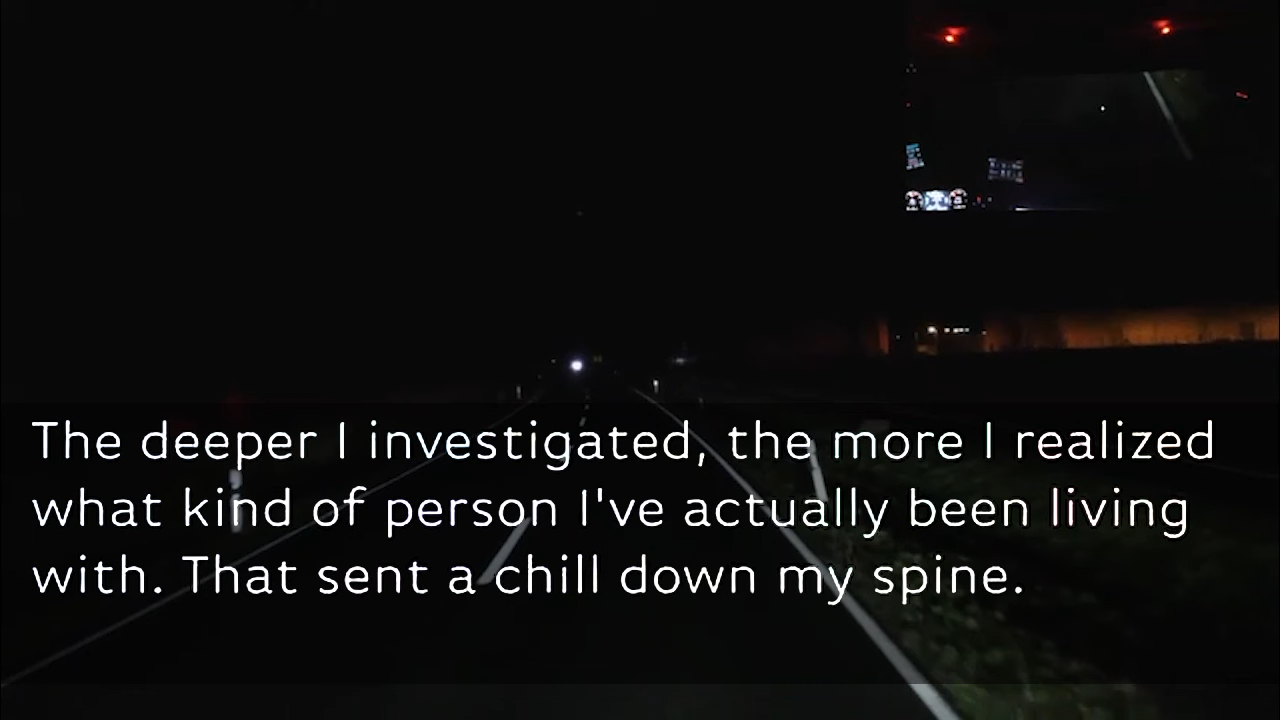 The deeper I investigated, the more I realized
what kind of person I've actually been living
with. That sent a chill down my spine.